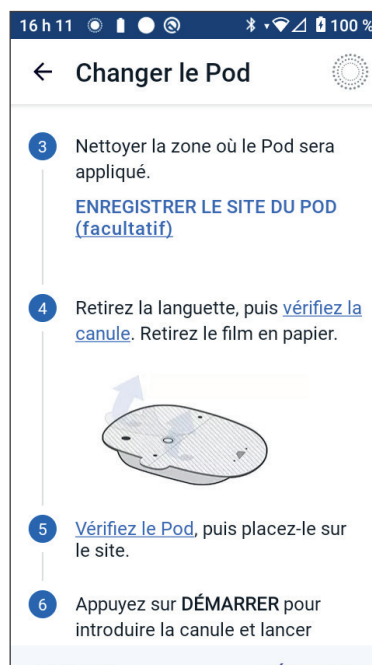 16 h 11
100 %
Changer le Pod
3
Nettoyer la zone où le Pod sera
appliqué.
ENREGISTRER LE SITE DU POD
(facultatif)
4
Retirez la languette, puis vérifiez la
canule. Retirez le film en papier.
5
Vérifiez le Pod, puis placez-le sur
le site.
6
Appuyez sur DÉMARRER pour
introduire la canule et lancer